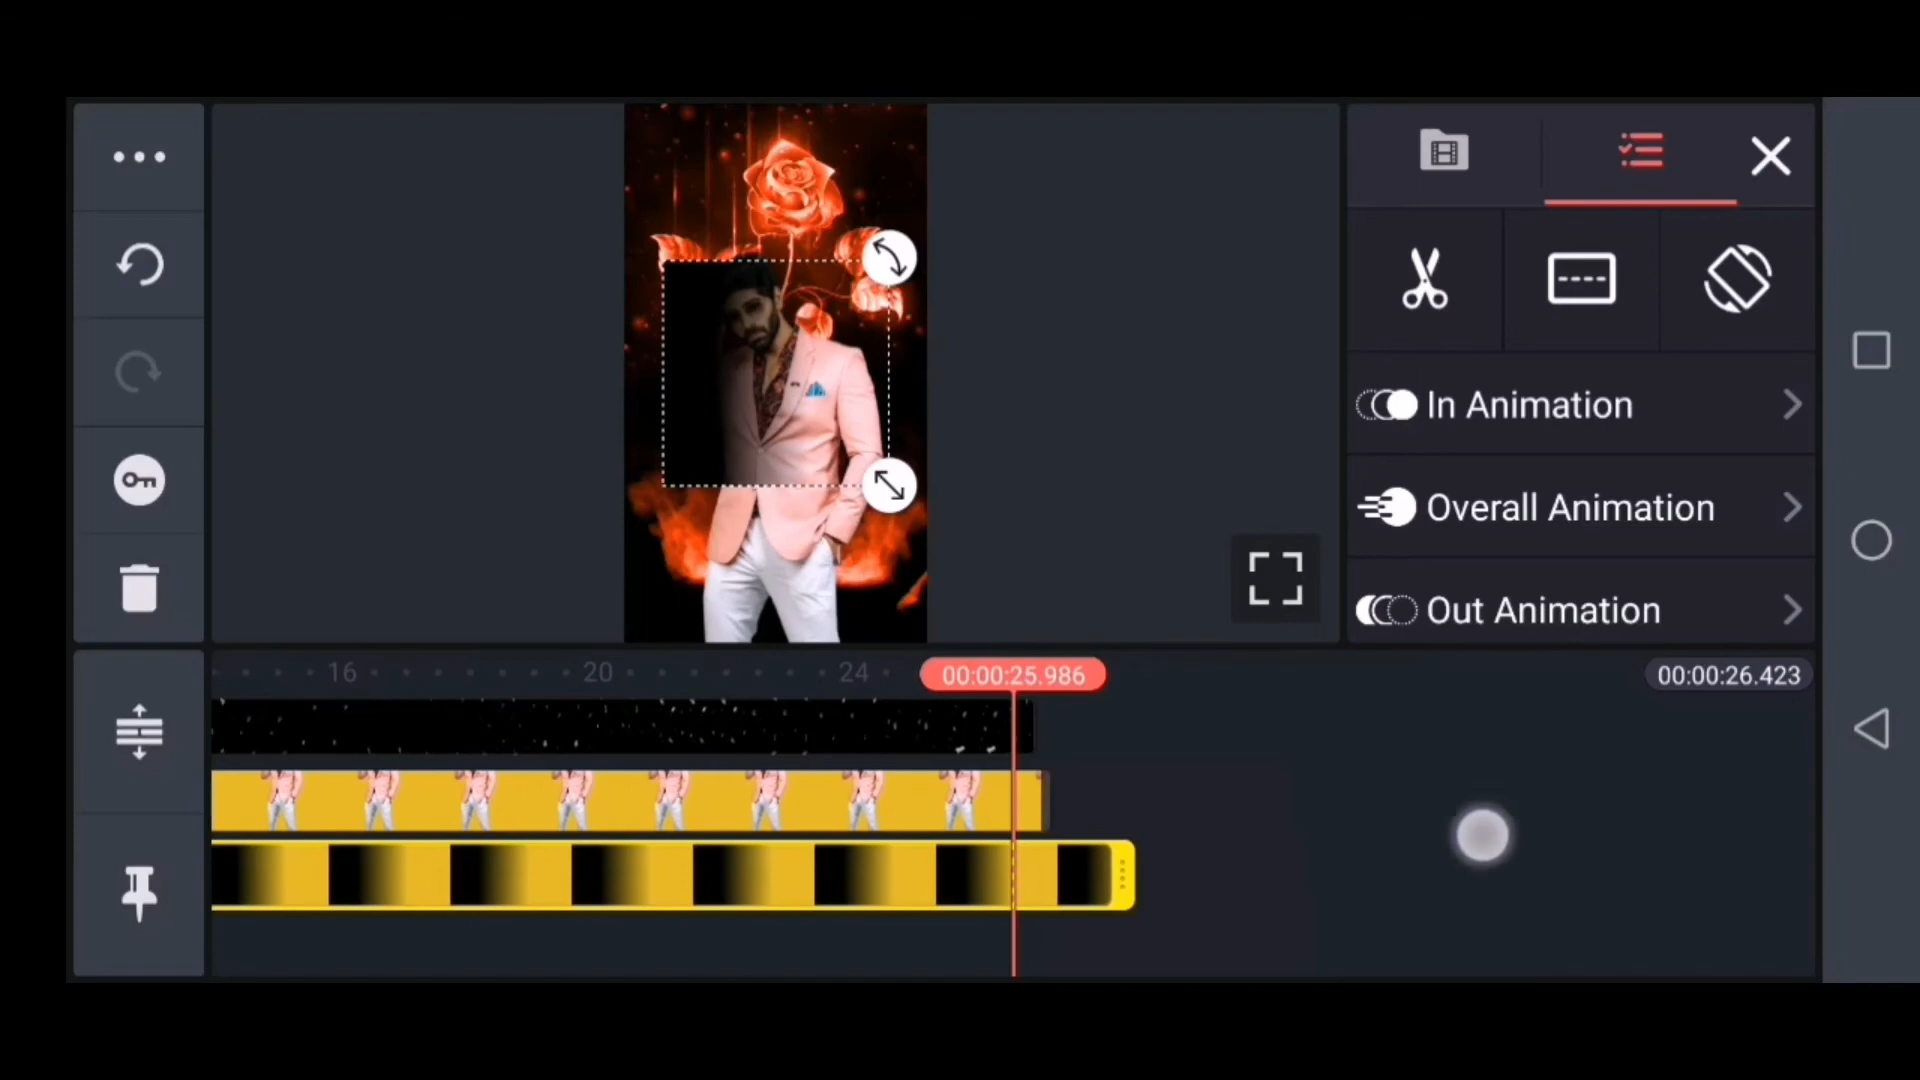 In Animation
Overall Animation
Out Animation
16
20
24
00:00:25.986
00:00:26.423